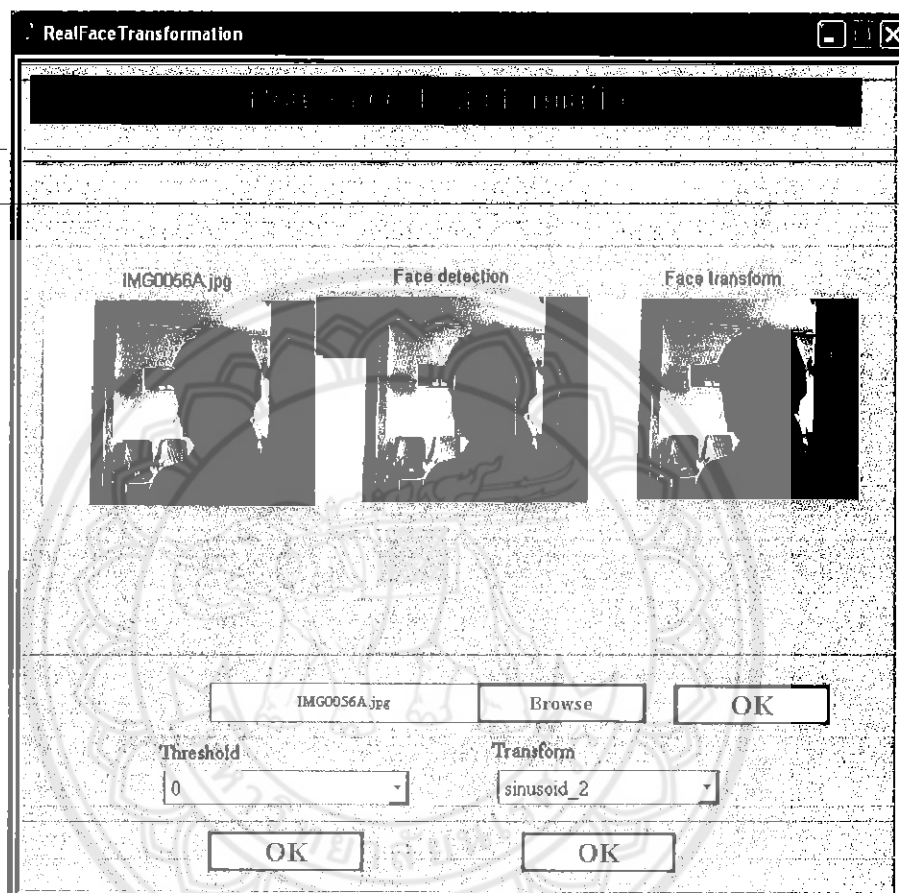 RealFaceTransformation
IMG0056A.jpg
Face detection
Face transform
IMG0056A.jpg
Browse
OK
Threshold
Transform
0
sinusoid_2
OK
OK